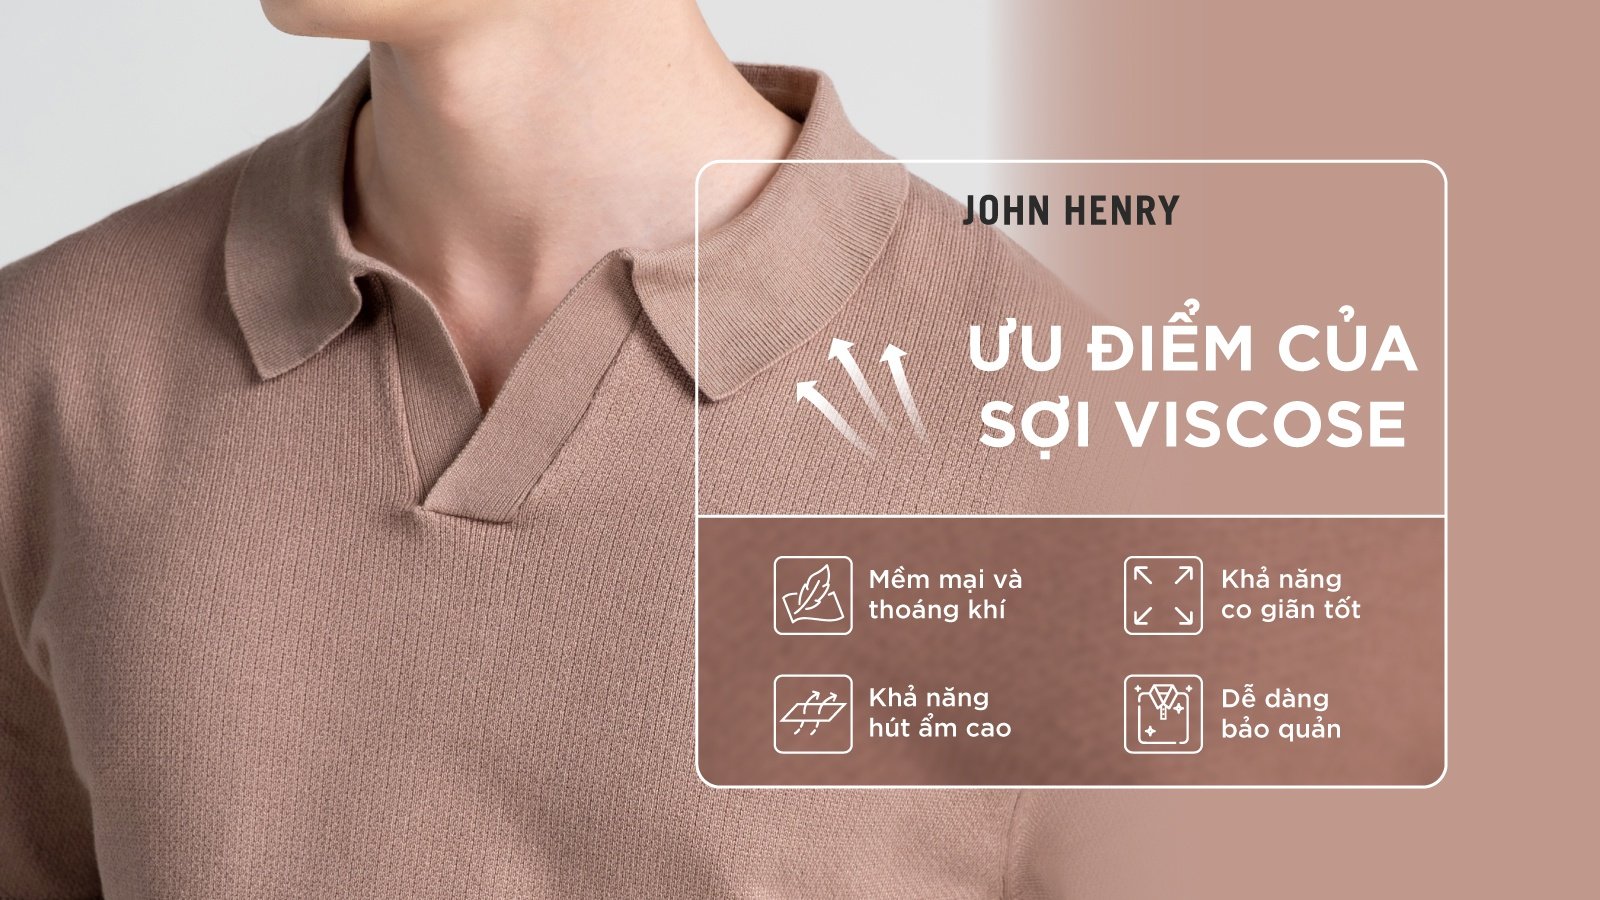 JOHN HENRY
ƯU ĐIỂM CỦA
SỢI VISCOSE
Mềm mại và
thoáng khí
Khả năng
co giãn tốt
Khả năng
hút ẩm cao
Dễ dàng
bảo quản